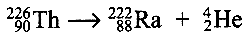 ²²⁶₉₀Th ⟶ ²²²₈₈Ra + ⁴₂He